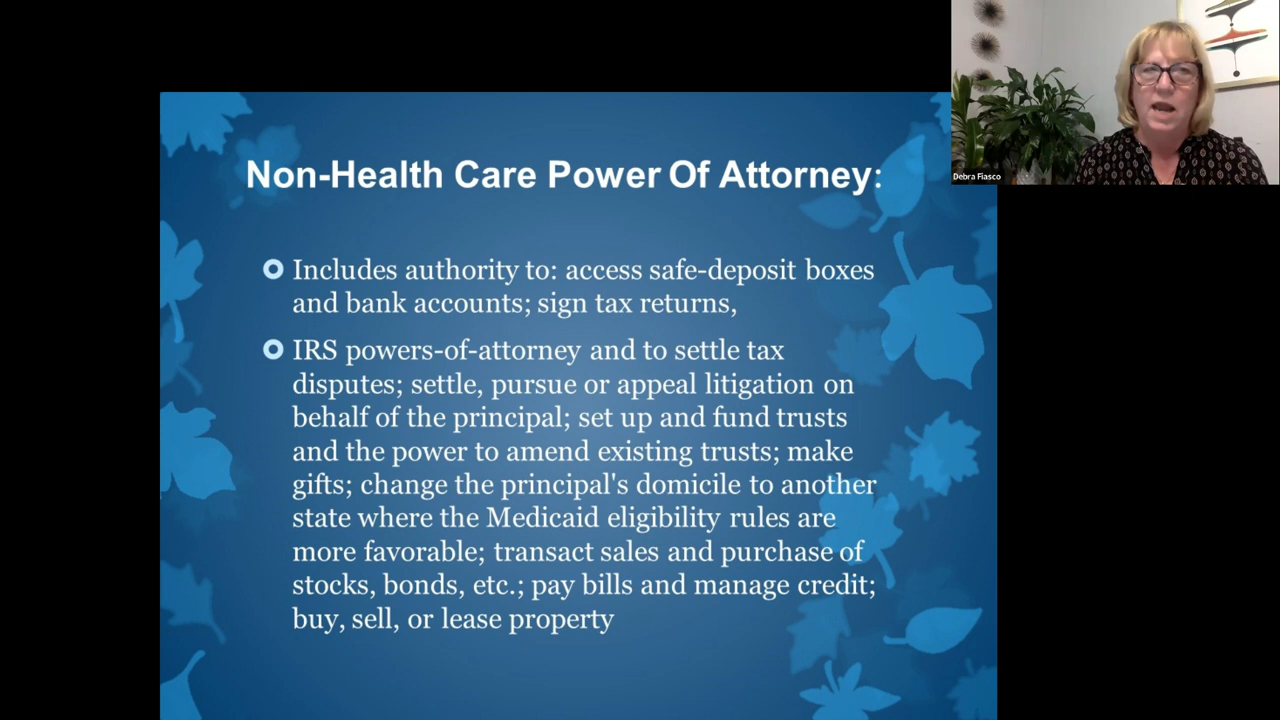 Non-Health Care Power Of Attorney:
Includes authority to: access safe-deposit boxes
and bank accounts; sign tax returns,
IRS powers-of-attorney and to settle tax
disputes; settle, pursue or appeal litigation on
behalf of the principal; set up and fund trusts
and the power to amend existing trusts; make
gifts; change the principal's domicile to another
state where the Medicaid eligibility rules are
more favorable; transact sales and purchase of
stocks, bonds, etc.; pay bills and manage credit;
buy, sell, or lease property
Debra Fiasco